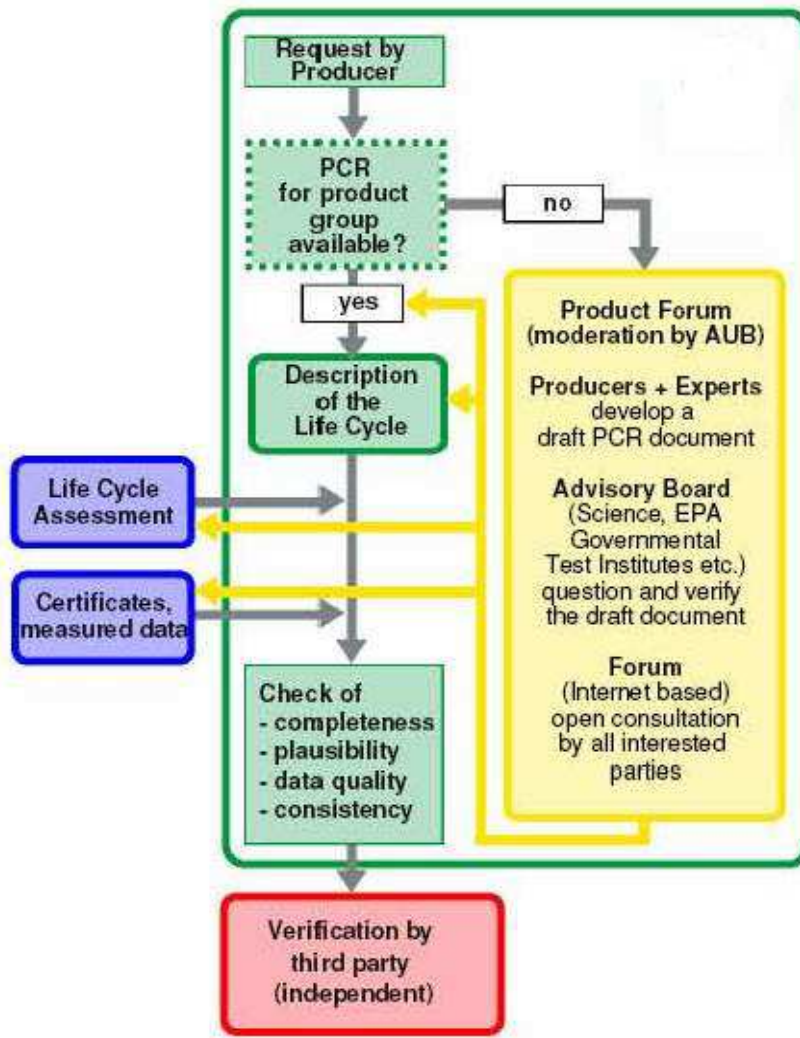 Request by
Producer
PCR
for product
group
available?
no
yes
Product Forum
(moderation by AUB)
Producers + Experts
develop a
draft PCR document
Advisory Board
(Science, EPA
Governmental
Test Institutes etc.)
question and verify
the draft document
Forum
(Internet based)
open consultation
by all interested
parties
Description
of the
Life Cycle
Life Cycle
Assessment
Certificates,
measured data
Check of
- completeness
- plausibility
- data quality
- consistency
Verification by
third party
(independent)